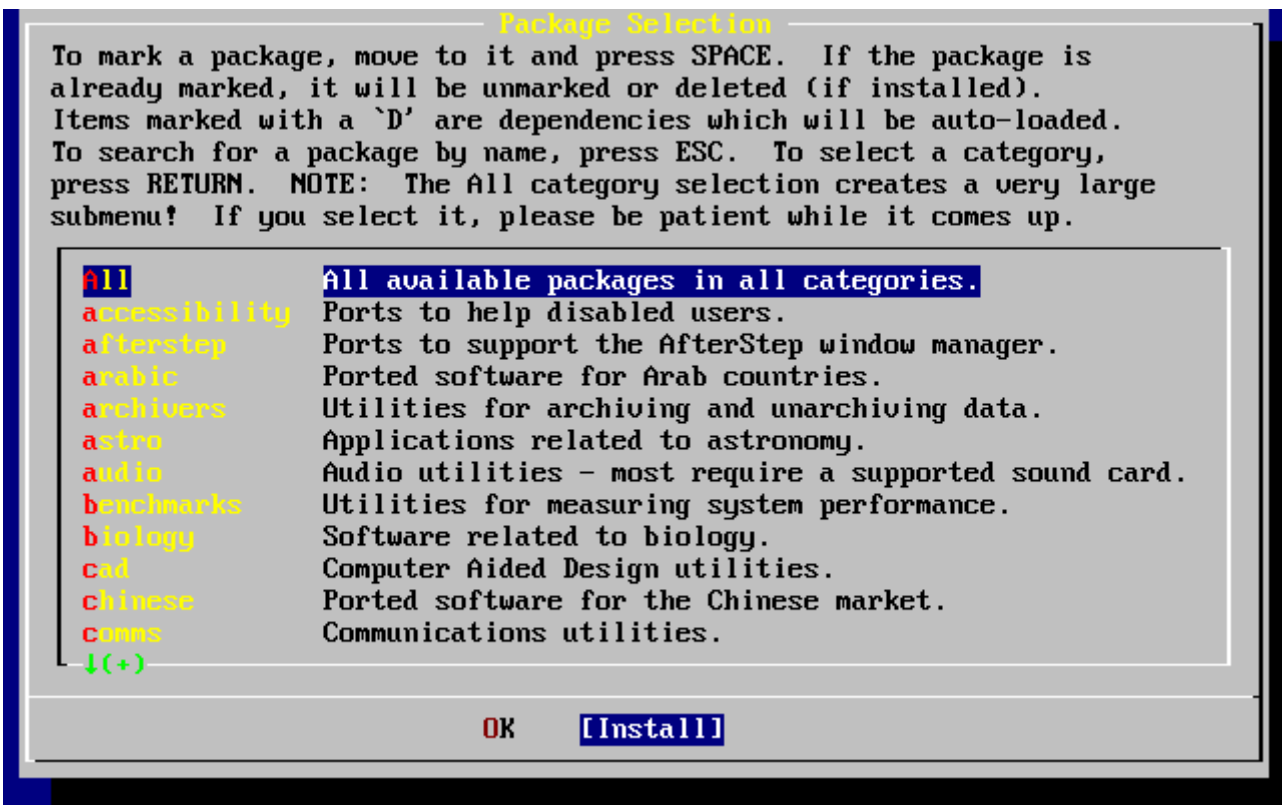 Package Selection
To mark a package, move to it and press SPACE.  If the package is
already marked, it will be unmarked or deleted (if installed).
Items marked with a `D' are dependencies which will be auto-loaded.
To search for a package by name, press ESC.  To select a category,
press RETURN.  NOTE:  The All category selection creates a very large
submenu!  If you select it, please be patient while it comes up.
All All available packages in all categories.
accessibility Ports to help disabled users.
afterstep Ports to support the AfterStep window manager.
arabic Ported software for Arab countries.
archivers Utilities for archiving and unarchiving data.
astro Applications related to astronomy.
audio Audio utilities - most require a supported sound card.
benchmarks Utilities for measuring system performance.
biology Software related to biology.
cad Computer Aided Design utilities.
chinese Ported software for the Chinese market.
comms Communications utilities.
↓(+)
OK [Install]